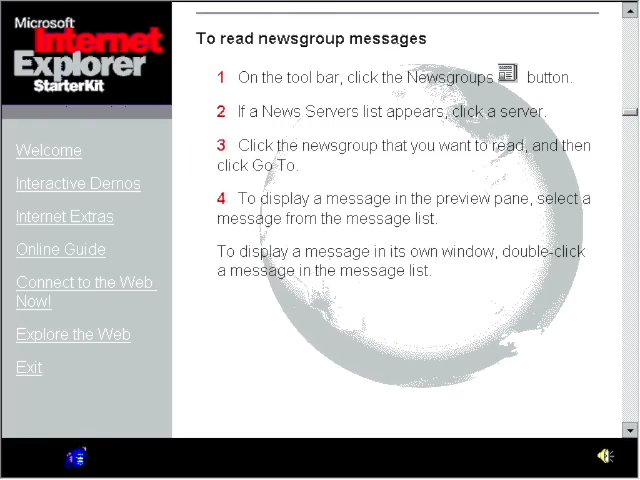 Microsoft
Internet
Explorer
StarterKit
Welcome
Interactive Demos
Internet Extras
Online Guide
Connect to the Web
Now!
Explore the Web
Exit
To read newsgroup messages
1 On the tool bar, click the Newsgroups button.
2 If a News Servers list appears, click a server.
3 Click the newsgroup that you want to read, and then
click Go To.
4 To display a message in the preview pane, select a
message from the message list.
To display a message in its own window, double-click
a message in the message list.